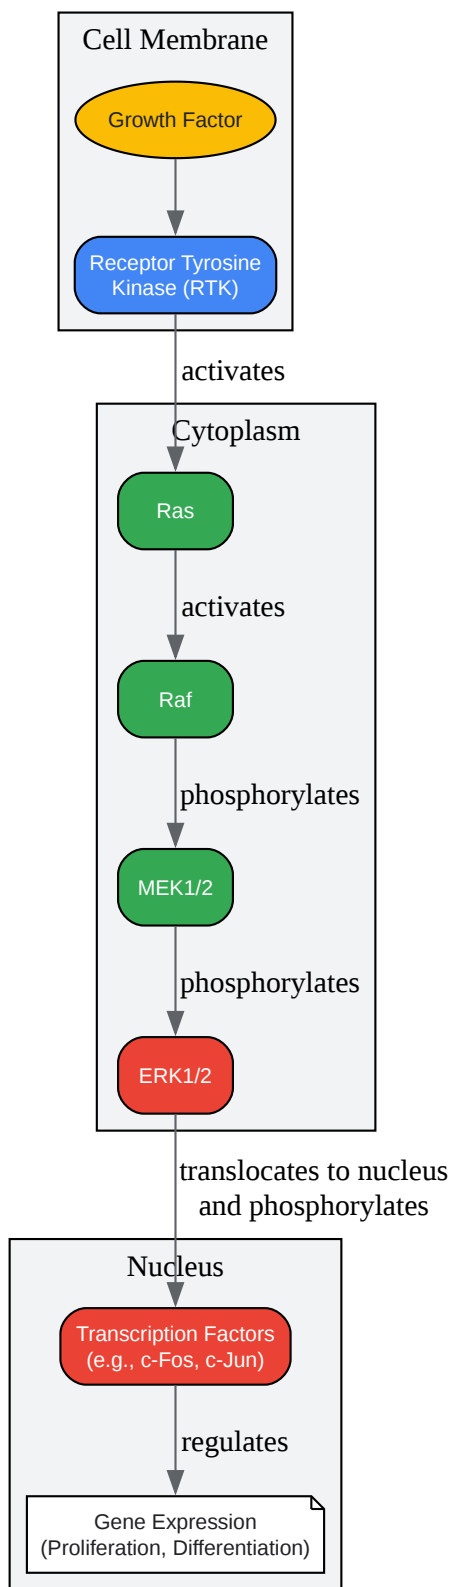 Cell Membrane
Growth Factor
Receptor Tyrosine
Kinase (RTK)
activates
Cytoplasm
Ras
activates
Raf
phosphorylates
MEK1/2
phosphorylates
ERK1/2
translocates to nucleus
and phosphorylates
Nucleus
Transcription Factors
(e.g., c-Fos, c-Jun)
regulates
Gene Expression
(Proliferation, Differentiation)